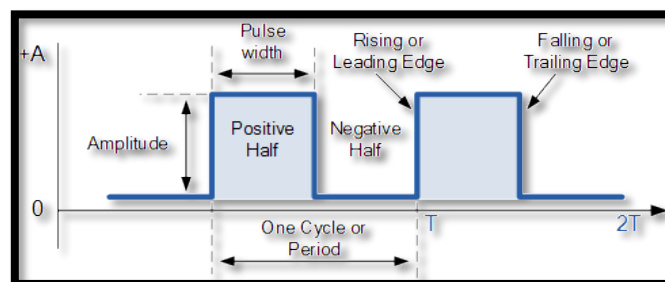 Pulse
width
Rising or
Leading Edge
Falling or
Trailing Edge
+A
Amplitude
Positive
Half
Negative
Half
0
T
2T
One Cycle or
Period